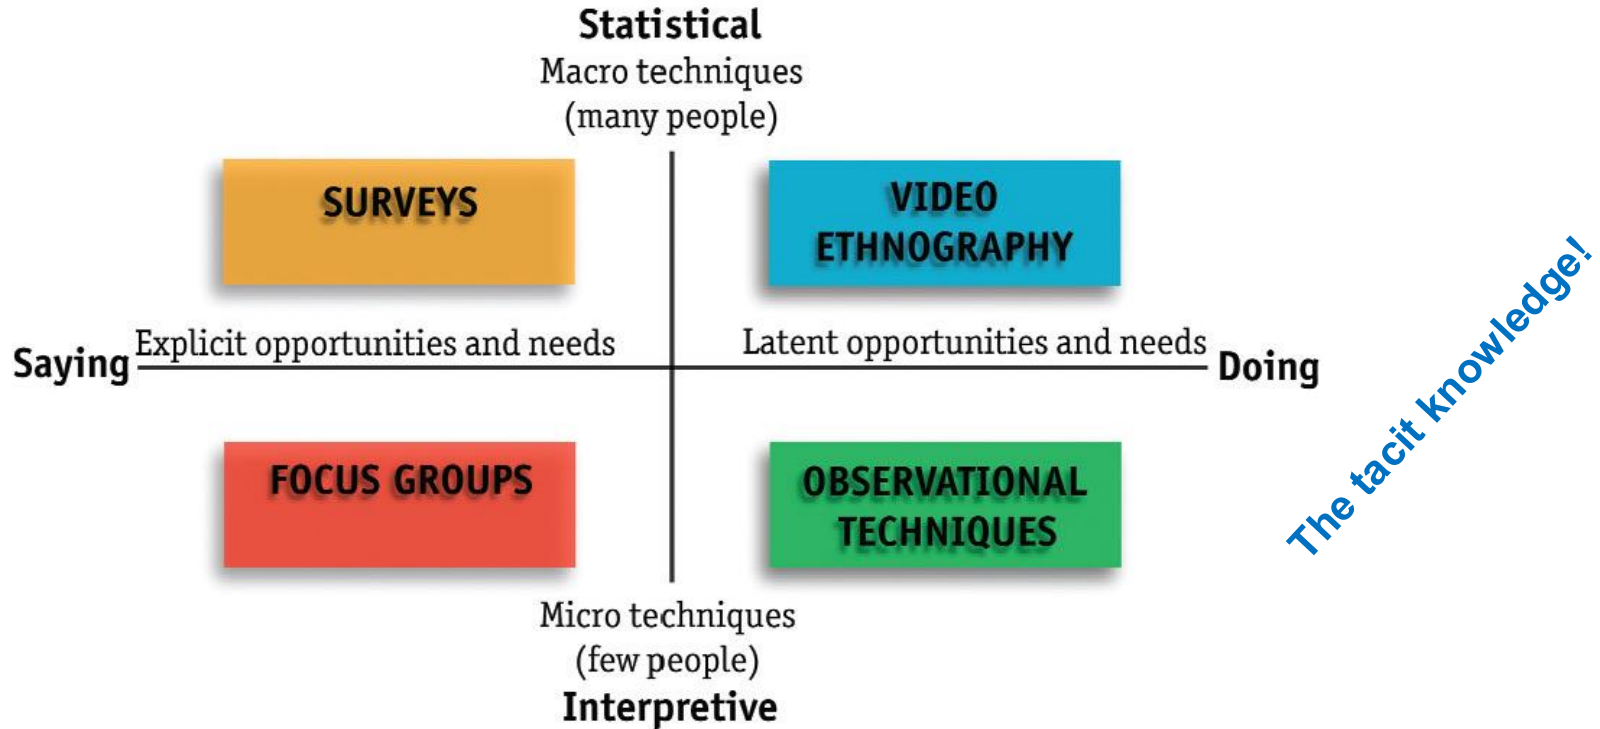 Statistical
Macro techniques
(many people)
SURVEYS
VIDEO
ETHNOGRAPHY
Explicit opportunities and needs
Latent opportunities and needs
Saying
Doing
The tacit knowledge!
FOCUS GROUPS
OBSERVATIONAL
TECHNIQUES
Micro techniques
(few people)
Interpretive